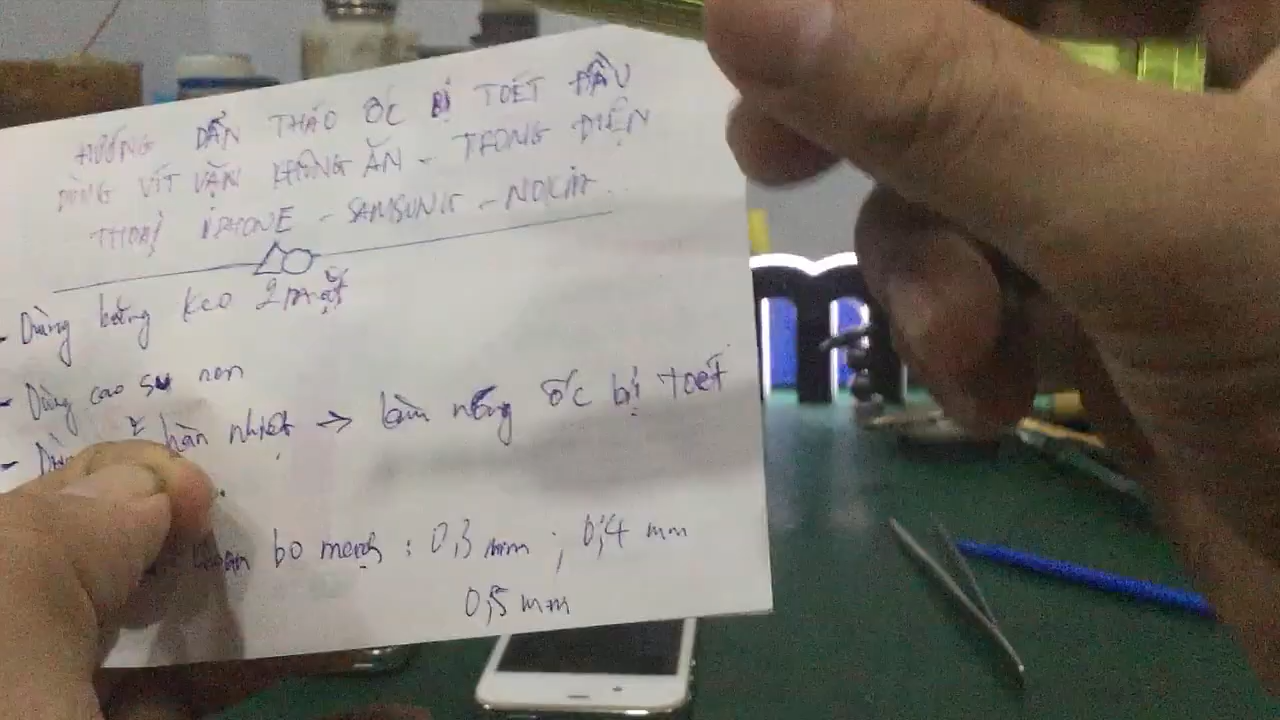 HƯỚNG DẪN THÁO ỐC BỊ TOÉT ĐẦU
DÙNG VÍT VẶN KHÔNG ĂN - TRONG ĐIỆN
THOẠI IPHONE - SAMSUNG - NOKIA...
- Dùng băng keo 2 mặt
- Dùng cao su non
- hàn nhiệt → làm nóng ốc bị toét
khoan bo mạch : 0,3 mm ; 0,4 mm
0,5 mm